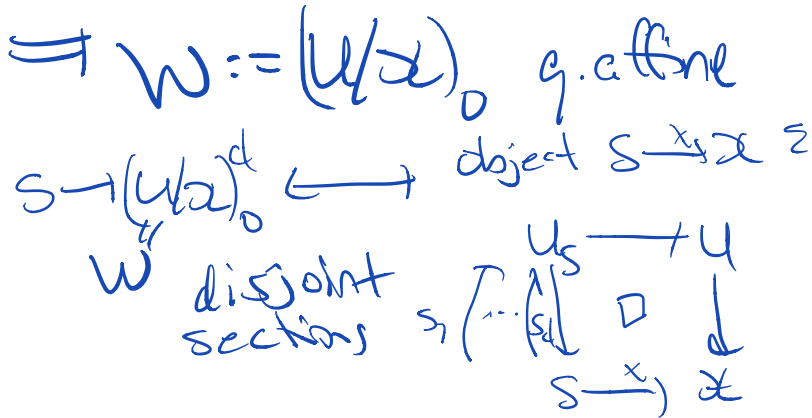 ⇒ W := (U/x)₀ q. affine
S → (U/x)₀^d ⟷ object S →^x x &
W
disjoint
sections
U_S → U
s₁ ... s_d □
S →^x x